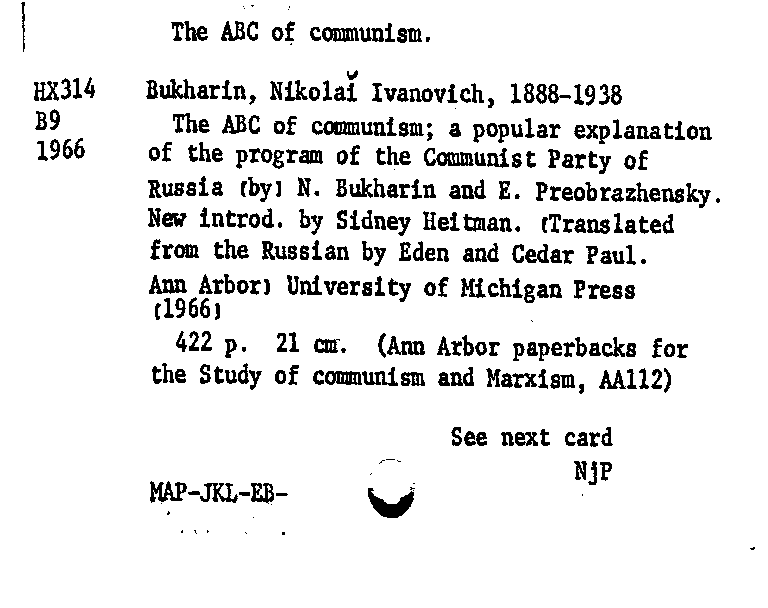 The ABC of communism.
HX314 Bukharin, Nikolaĭ Ivanovich, 1888-1938
B9 The ABC of communism; a popular explanation
1966 of the program of the Communist Party of
Russia [by] N. Bukharin and E. Preobrazhensky.
New introd. by Sidney Heitman. [Translated
from the Russian by Eden and Cedar Paul.
Ann Arbor] University of Michigan Press
[1966]
422 p. 21 cm. (Ann Arbor paperbacks for
the Study of communism and Marxism, AA112)
See next card
NjP
MAP-JKL-EB-